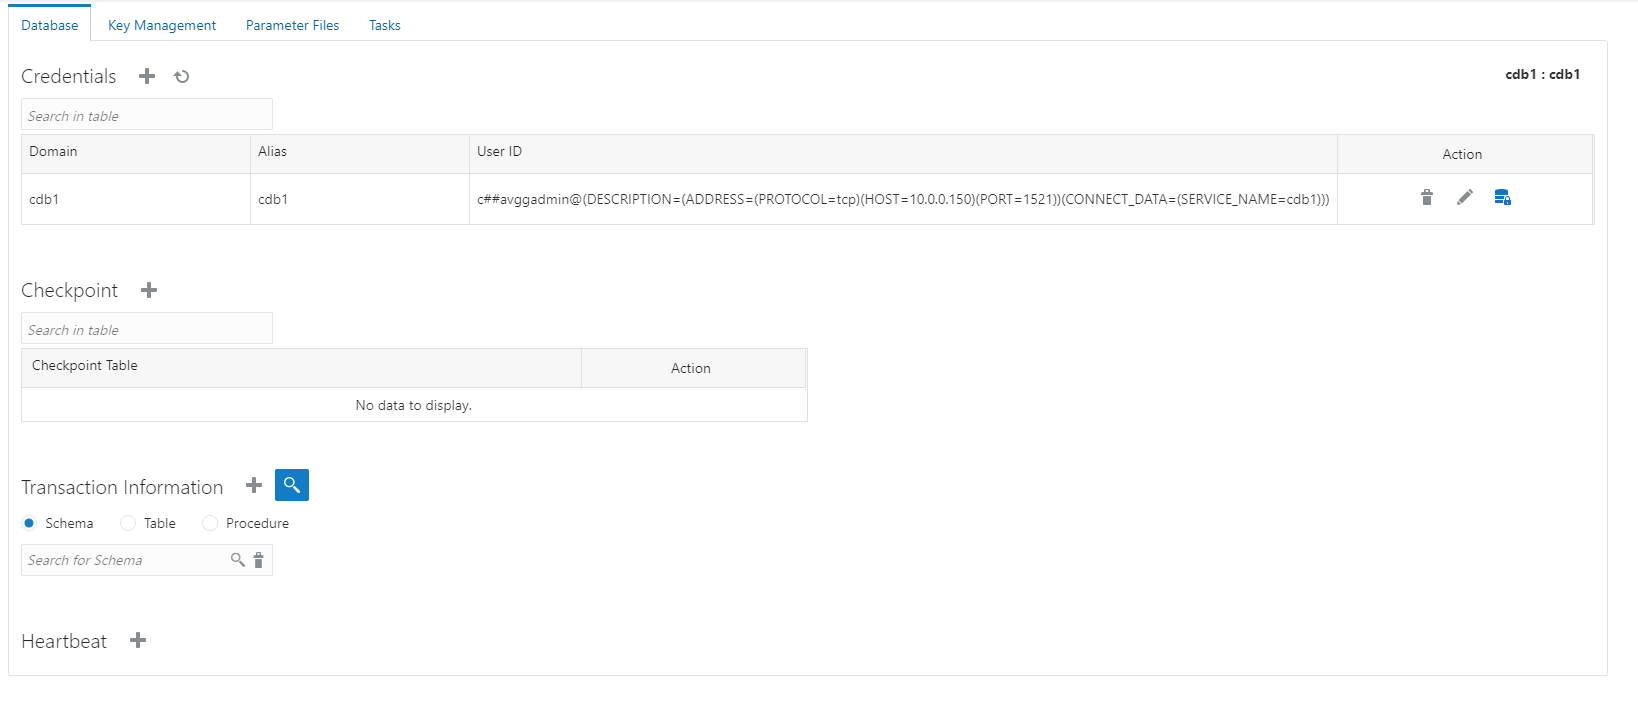 Database Key Management Parameter Files Tasks
Credentials
cdb1 : cdb1
Search in table
Domain Alias User ID Action
cdb1 cdb1 c##avggadmin@(DESCRIPTION=(ADDRESS=(PROTOCOL=tcp)(HOST=10.0.0.150)(PORT=1521))(CONNECT_DATA=(SERVICE_NAME=cdb1)))
Checkpoint
Search in table
Checkpoint Table Action
No data to display.
Transaction Information
Schema Table Procedure
Search for Schema
Heartbeat